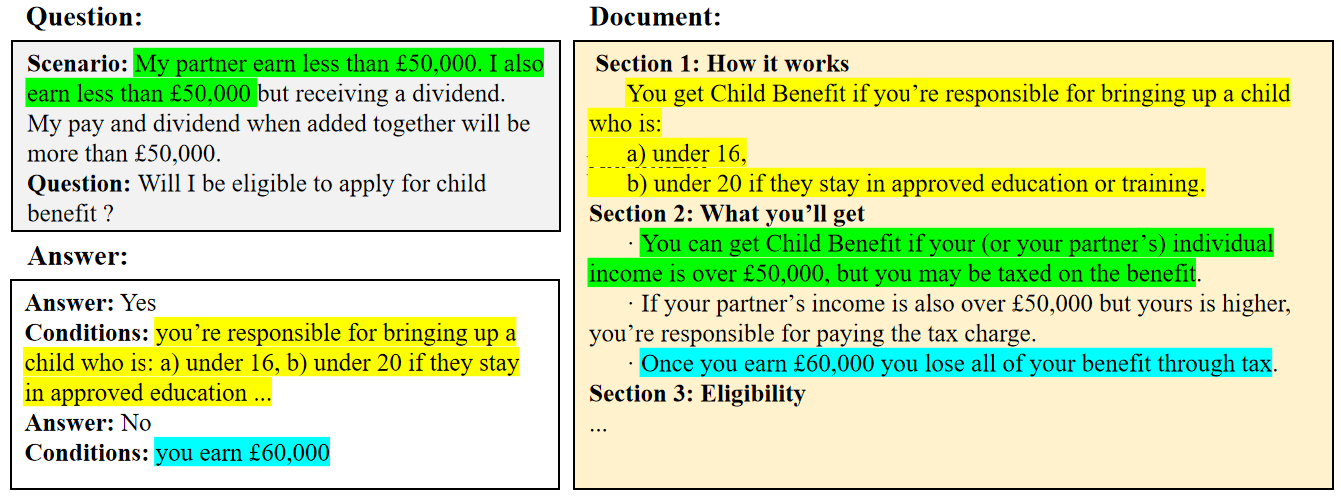 Question:
Scenario: My partner earn less than £50,000. I also
earn less than £50,000 but receiving a dividend.
My pay and dividend when added together will be
more than £50,000.
Question: Will I be eligible to apply for child
benefit ?
Answer:
Answer: Yes
Conditions: you’re responsible for bringing up a
child who is: a) under 16, b) under 20 if they stay
in approved education ...
Answer: No
Conditions: you earn £60,000
Document:
Section 1: How it works
You get Child Benefit if you’re responsible for bringing up a child
who is:
a) under 16,
b) under 20 if they stay in approved education or training.
Section 2: What you’ll get
· You can get Child Benefit if your (or your partner’s) individual
income is over £50,000, but you may be taxed on the benefit.
· If your partner’s income is also over £50,000 but yours is higher,
you’re responsible for paying the tax charge.
· Once you earn £60,000 you lose all of your benefit through tax.
Section 3: Eligibility
...